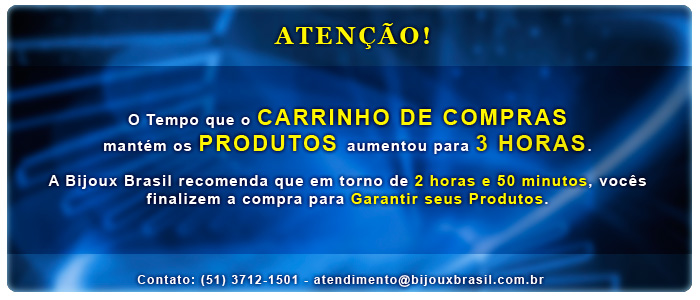 ATENÇÃO!
O Tempo que o CARRINHO DE COMPRAS
mantém os PRODUTOS aumentou para 3 HORAS.
A Bijoux Brasil recomenda que em torno de 2 horas e 50 minutos, vocês
finalizem a compra para Garantir seus Produtos.
Contato: (51) 3712-1501 - atendimento@bijouxbrasil.com.br